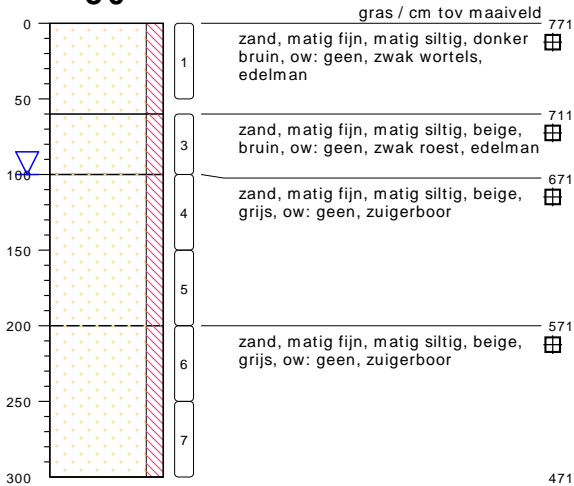 gras / cm tov maaiveld
0
771
zand, matig fijn, matig siltig, donker
bruin, ow: geen, zwak wortels,
edelman
1
50
711
zand, matig fijn, matig siltig, beige,
bruin, ow: geen, zwak roest, edelman
3
100
671
zand, matig fijn, matig siltig, beige,
grijs, ow: geen, zuigerboor
4
150
5
200
571
zand, matig fijn, matig siltig, beige,
grijs, ow: geen, zuigerboor
6
250
7
300
471